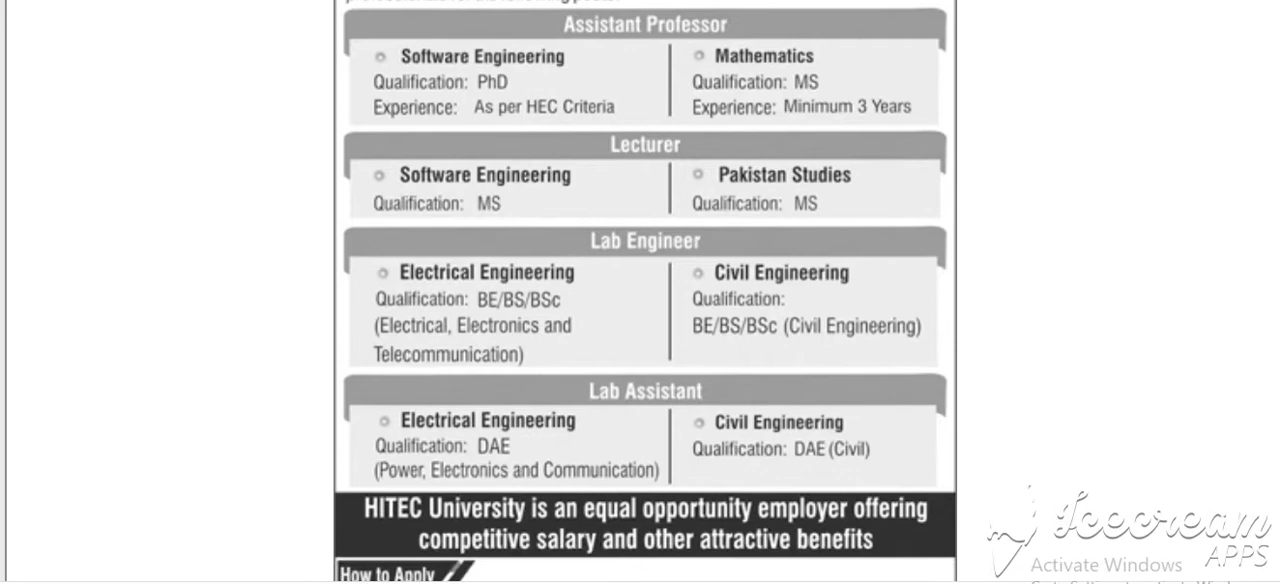 Assistant Professor
Software Engineering
Qualification: PhD
Experience: As per HEC Criteria
Mathematics
Qualification: MS
Experience: Minimum 3 Years
Lecturer
Software Engineering
Qualification: MS
Pakistan Studies
Qualification: MS
Lab Engineer
Electrical Engineering
Qualification: BE/BS/BSc
(Electrical, Electronics and
Telecommunication)
Civil Engineering
Qualification:
BE/BS/BSc (Civil Engineering)
Lab Assistant
Electrical Engineering
Qualification: DAE
(Power, Electronics and Communication)
Civil Engineering
Qualification: DAE (Civil)
HITEC University is an equal opportunity employer offering
competitive salary and other attractive benefits
How to Apply
Icecream
APPS
Activate Windows